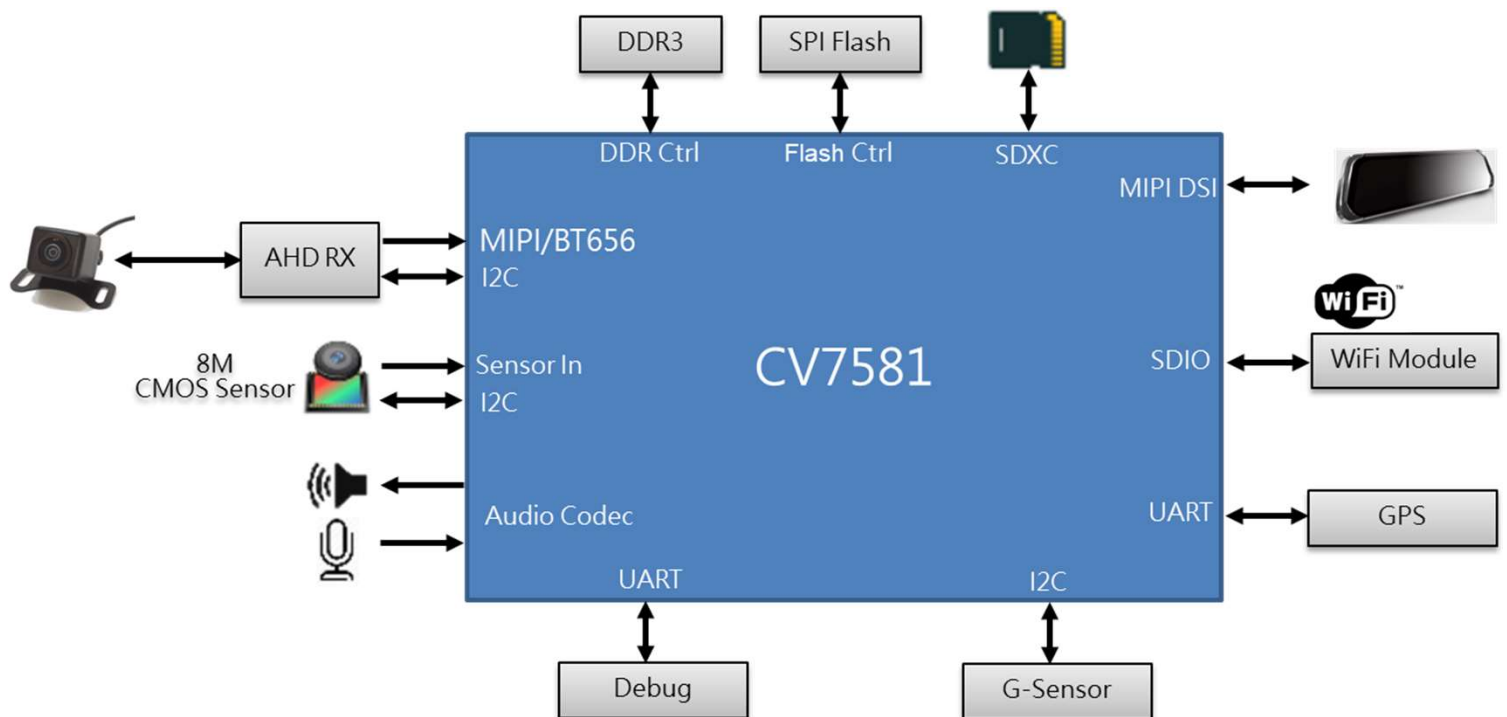 DDR3
SPI Flash
DDR Ctrl
Flash Ctrl
SDXC
MIPI DSI
AHD RX
MIPI/BT656
I2C
WiFi™
8M
CMOS Sensor
Sensor In
I2C
CV7581
SDIO
WiFi Module
Audio Codec
UART
GPS
UART
I2C
Debug
G-Sensor